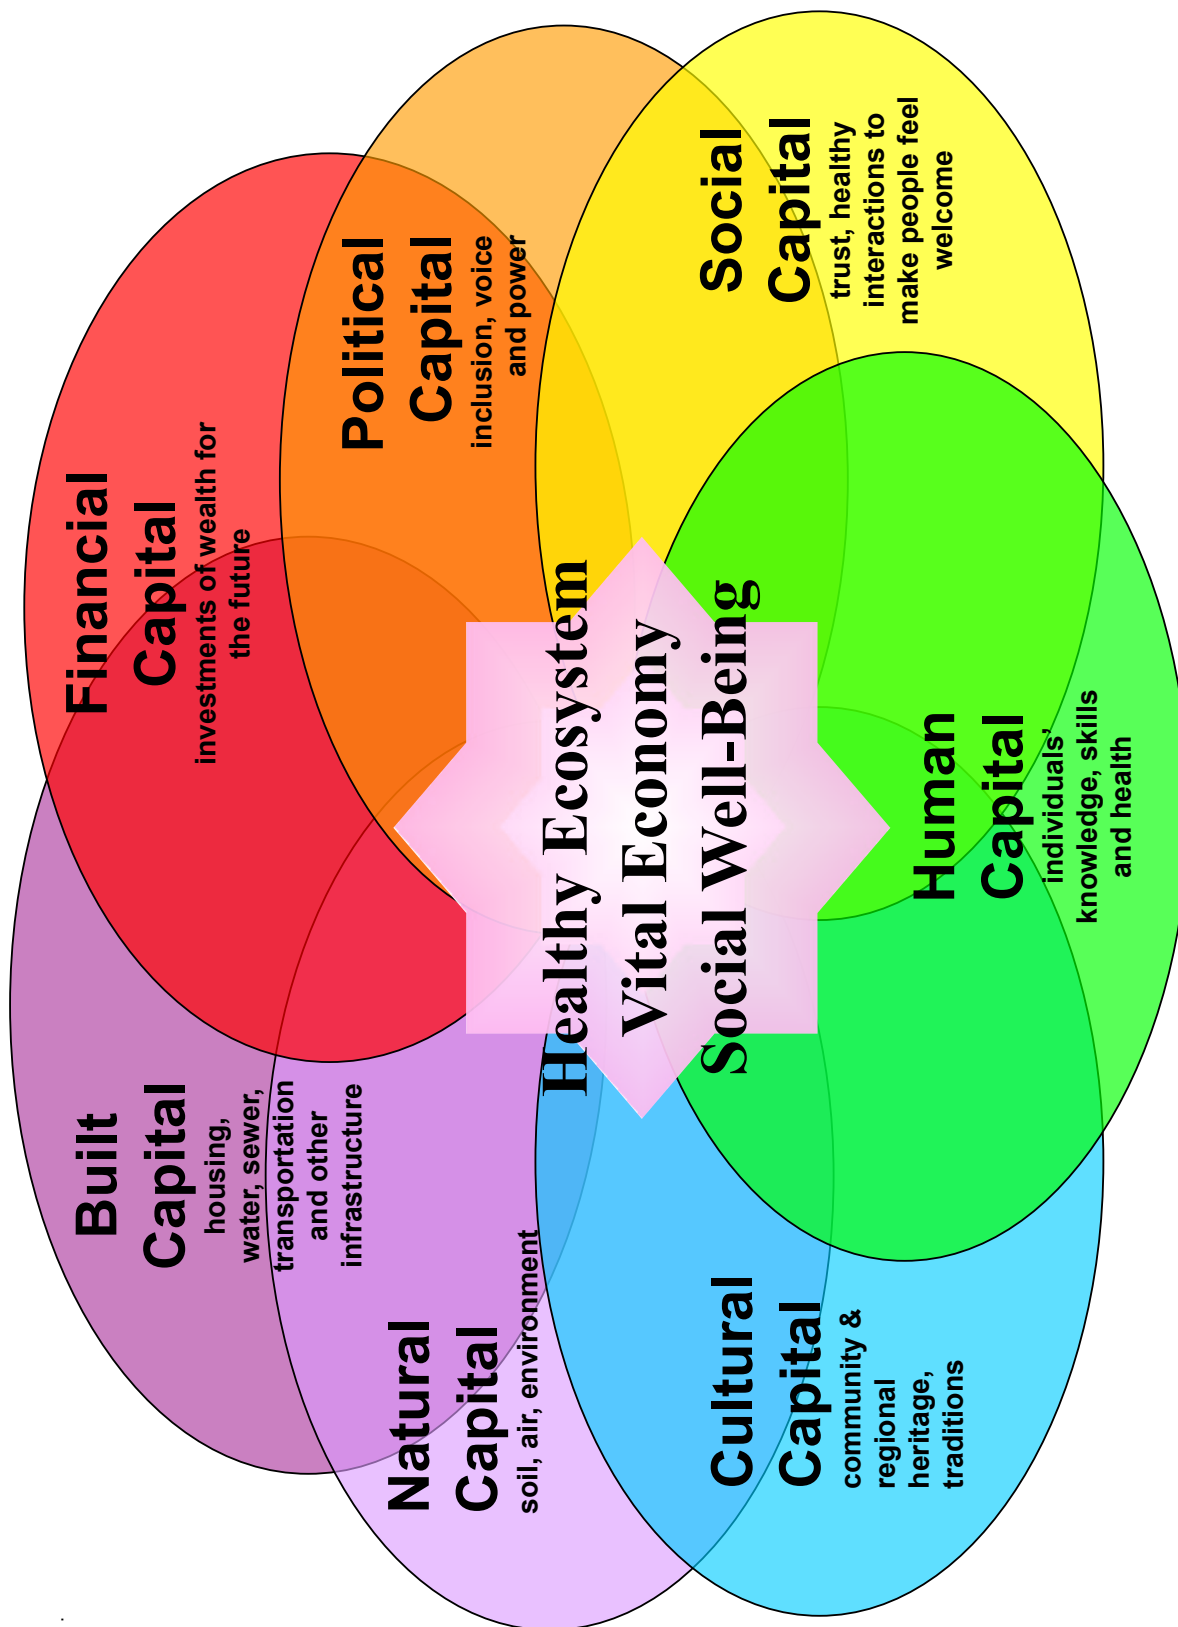 Built
Capital
housing,
water, sewer,
transportation
and other
infrastructure
Financial
Capital
investments of wealth for
the future
Political
Capital
inclusion, voice
and power
Natural
Capital
soil, air, environment
Healthy Ecosystem
Vital Economy
Social Well-Being
Social
Capital
trust, healthy
interactions to
make people feel
welcome
Cultural
Capital
community &
regional
heritage,
traditions
Human
Capital
individuals’
knowledge, skills
and health